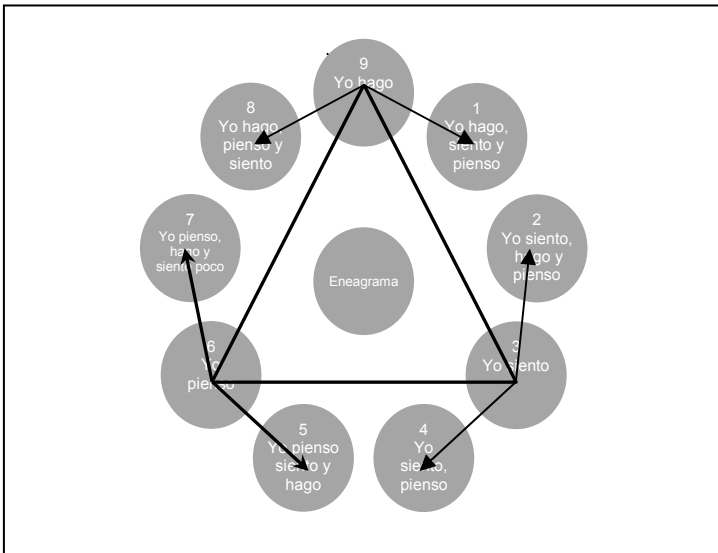 9
Yo hago
8
Yo hago,
pienso y
siento
1
Yo hago,
siento y
pienso
7
Yo pienso,
hago y
siento poco
2
Yo siento,
hago y
pienso
Eneagrama
6
Yo
pienso
3
Yo siento
5
Yo pienso
siento y
hago
4
Yo
siento,
pienso